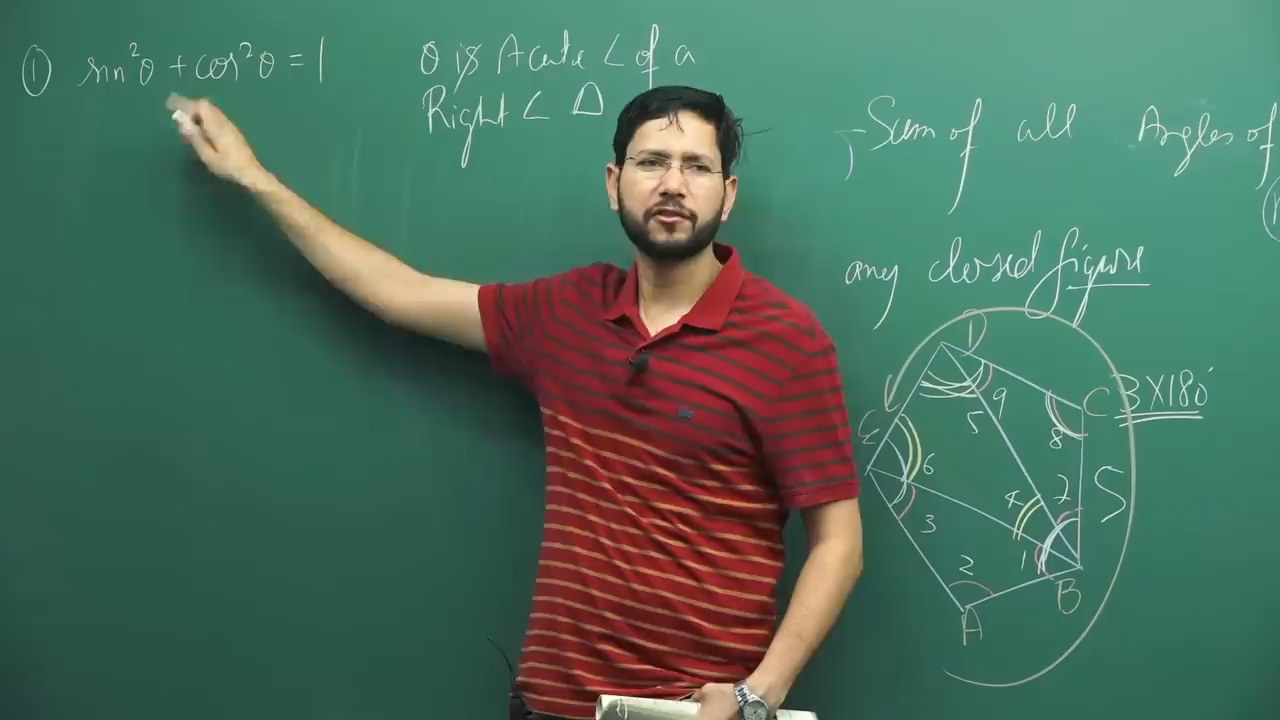 ① sin²θ + cos²θ = 1
θ is Acute ∠ of a
Right ∠ Δ
Sum of all Angles of
any closed figure
D
C 3×180°
E
9
5
8
6
4
7
5
3
1
2
B
A